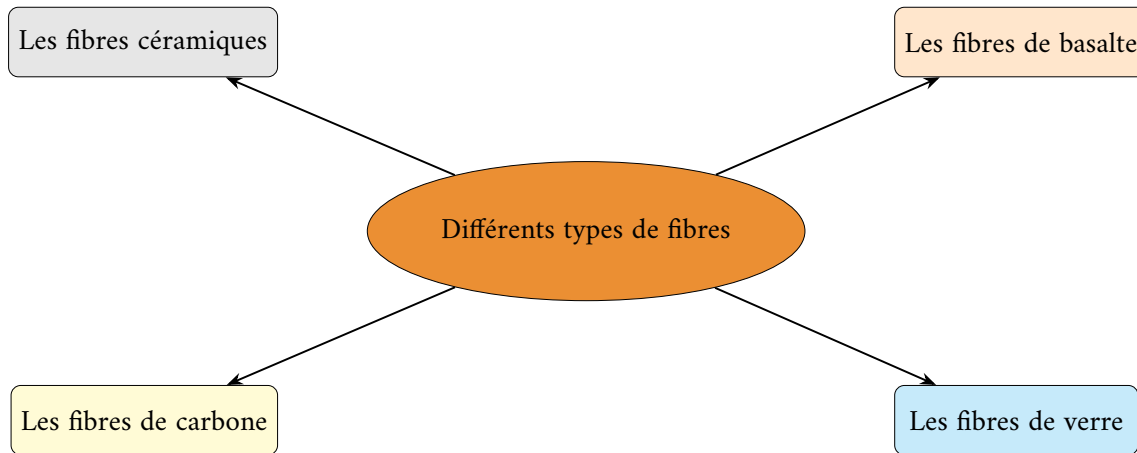 Les fibres céramiques
Les fibres de basalte
Différents types de fibres
Les fibres de carbone
Les fibres de verre